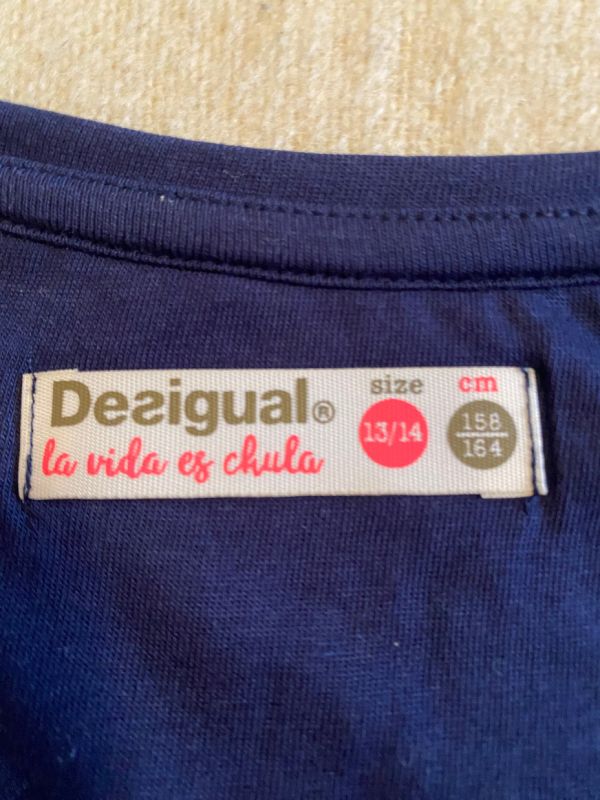 Desigual®
la vida es chula
size
13/14
cm
158
164